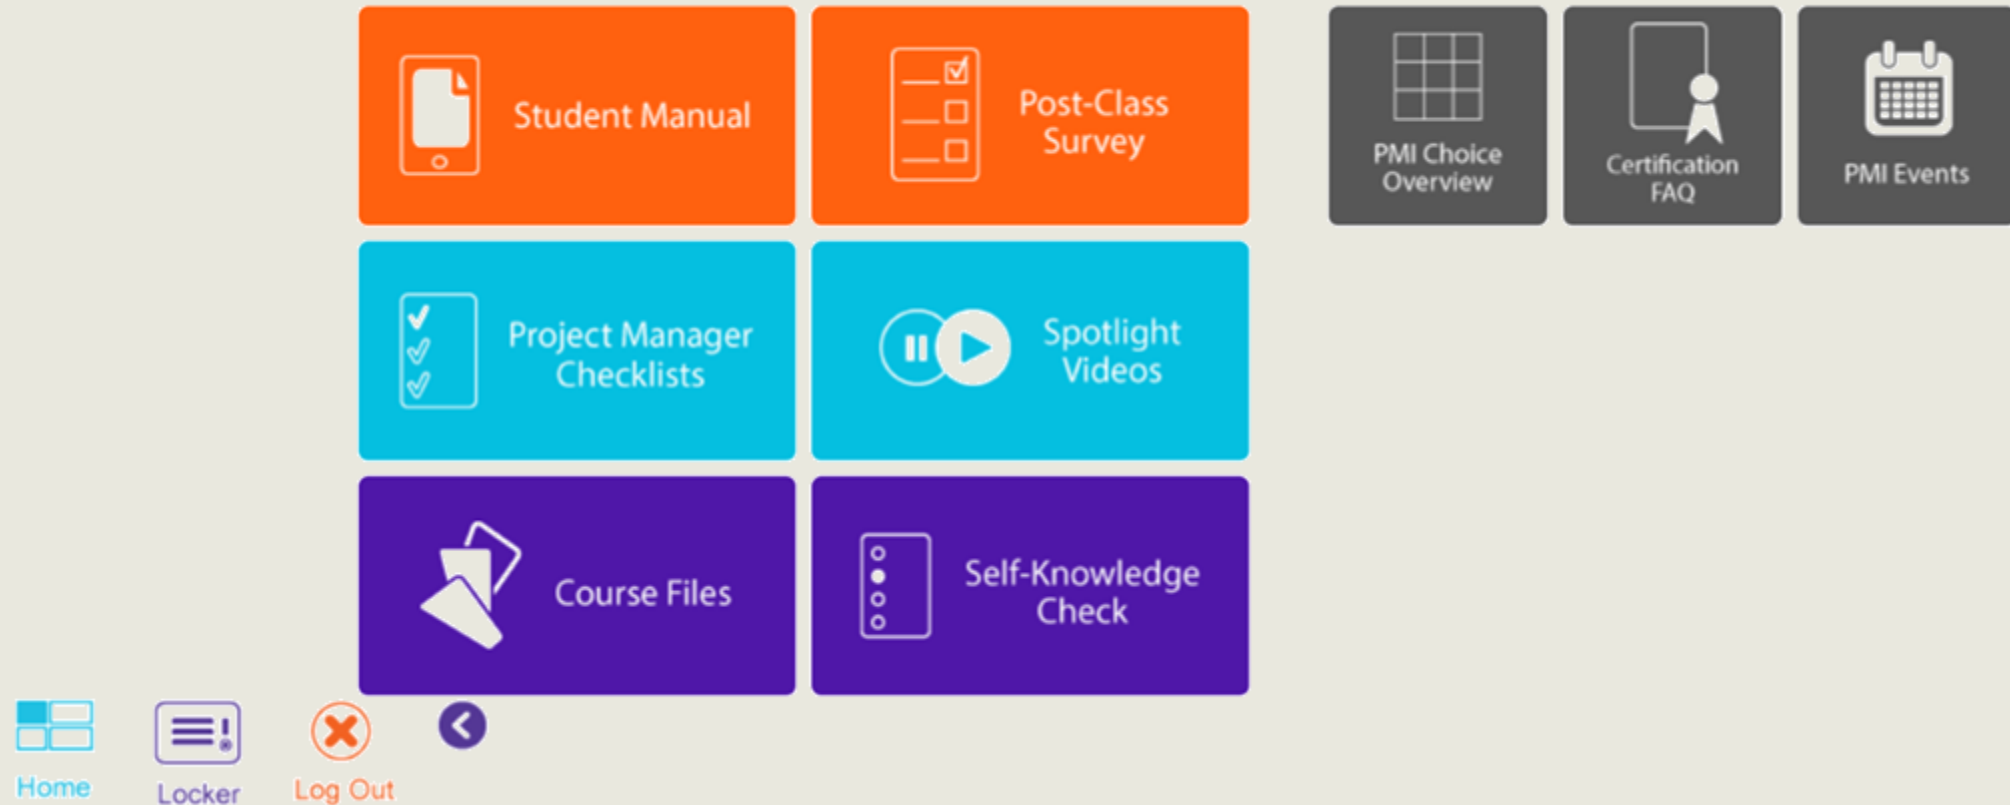 Student Manual
Post-Class
Survey
PMI Choice
Overview
Certification
FAQ
PMI Events
Project Manager
Checklists
Spotlight
Videos
Course Files
Self-Knowledge
Check
Home
Locker
Log Out